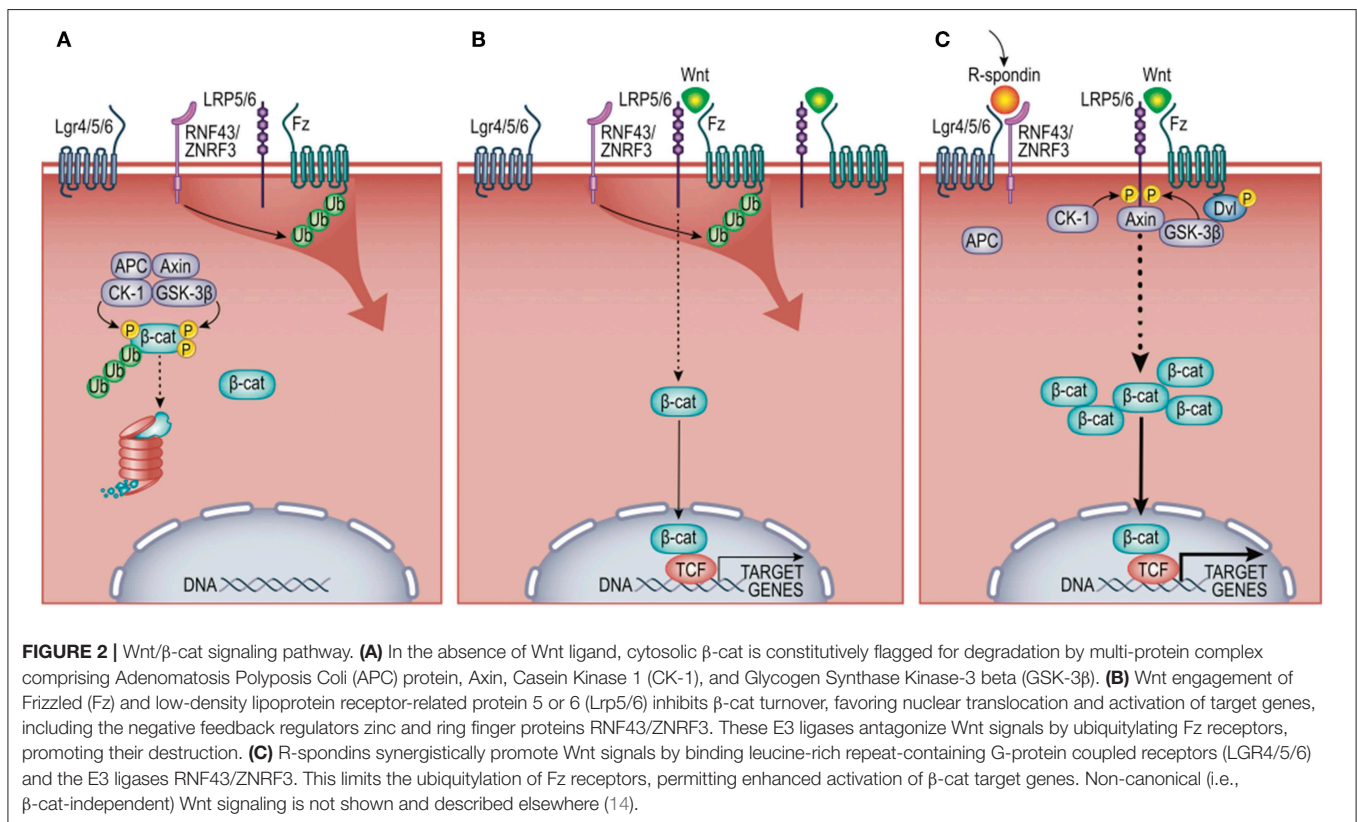 A
LRP5/6
Lgr4/5/6
RNF43/
ZNRF3
Fz
Ub
Ub
Ub
APC
Axin
CK-1
GSK-3β
P
β-cat
P
P
Ub
Ub
Ub
β-cat
DNA
B
Wnt
LRP5/6
Lgr4/5/6
RNF43/
ZNRF3
Fz
Ub
Ub
Ub
β-cat
β-cat
TCF
DNA
TARGET
GENES
C
R-spondin
Wnt
LRP5/6
Lgr4/5/6
RNF43/
ZNRF3
Fz
P
P
P
CK-1
Axin
Dvl
GSK-3β
APC
β-cat
β-cat
β-cat
β-cat
β-cat
β-cat
TCF
DNA
TARGET
GENES
FIGURE 2 | Wnt/β-cat signaling pathway. (A) In the absence of Wnt ligand, cytosolic β-cat is constitutively flagged for degradation by multi-protein complex
comprising Adenomatosis Polyposis Coli (APC) protein, Axin, Casein Kinase 1 (CK-1), and Glycogen Synthase Kinase-3 beta (GSK-3β). (B) Wnt engagement of
Frizzled (Fz) and low-density lipoprotein receptor-related protein 5 or 6 (Lrp5/6) inhibits β-cat turnover, favoring nuclear translocation and activation of target genes,
including the negative feedback regulators zinc and ring finger proteins RNF43/ZNRF3. These E3 ligases antagonize Wnt signals by ubiquitylating Fz receptors,
promoting their destruction. (C) R-spondins synergistically promote Wnt signals by binding leucine-rich repeat-containing G-protein coupled receptors (LGR4/5/6)
and the E3 ligases RNF43/ZNRF3. This limits the ubiquitylation of Fz receptors, permitting enhanced activation of β-cat target genes. Non-canonical (i.e.,
β-cat-independent) Wnt signaling is not shown and described elsewhere (14).